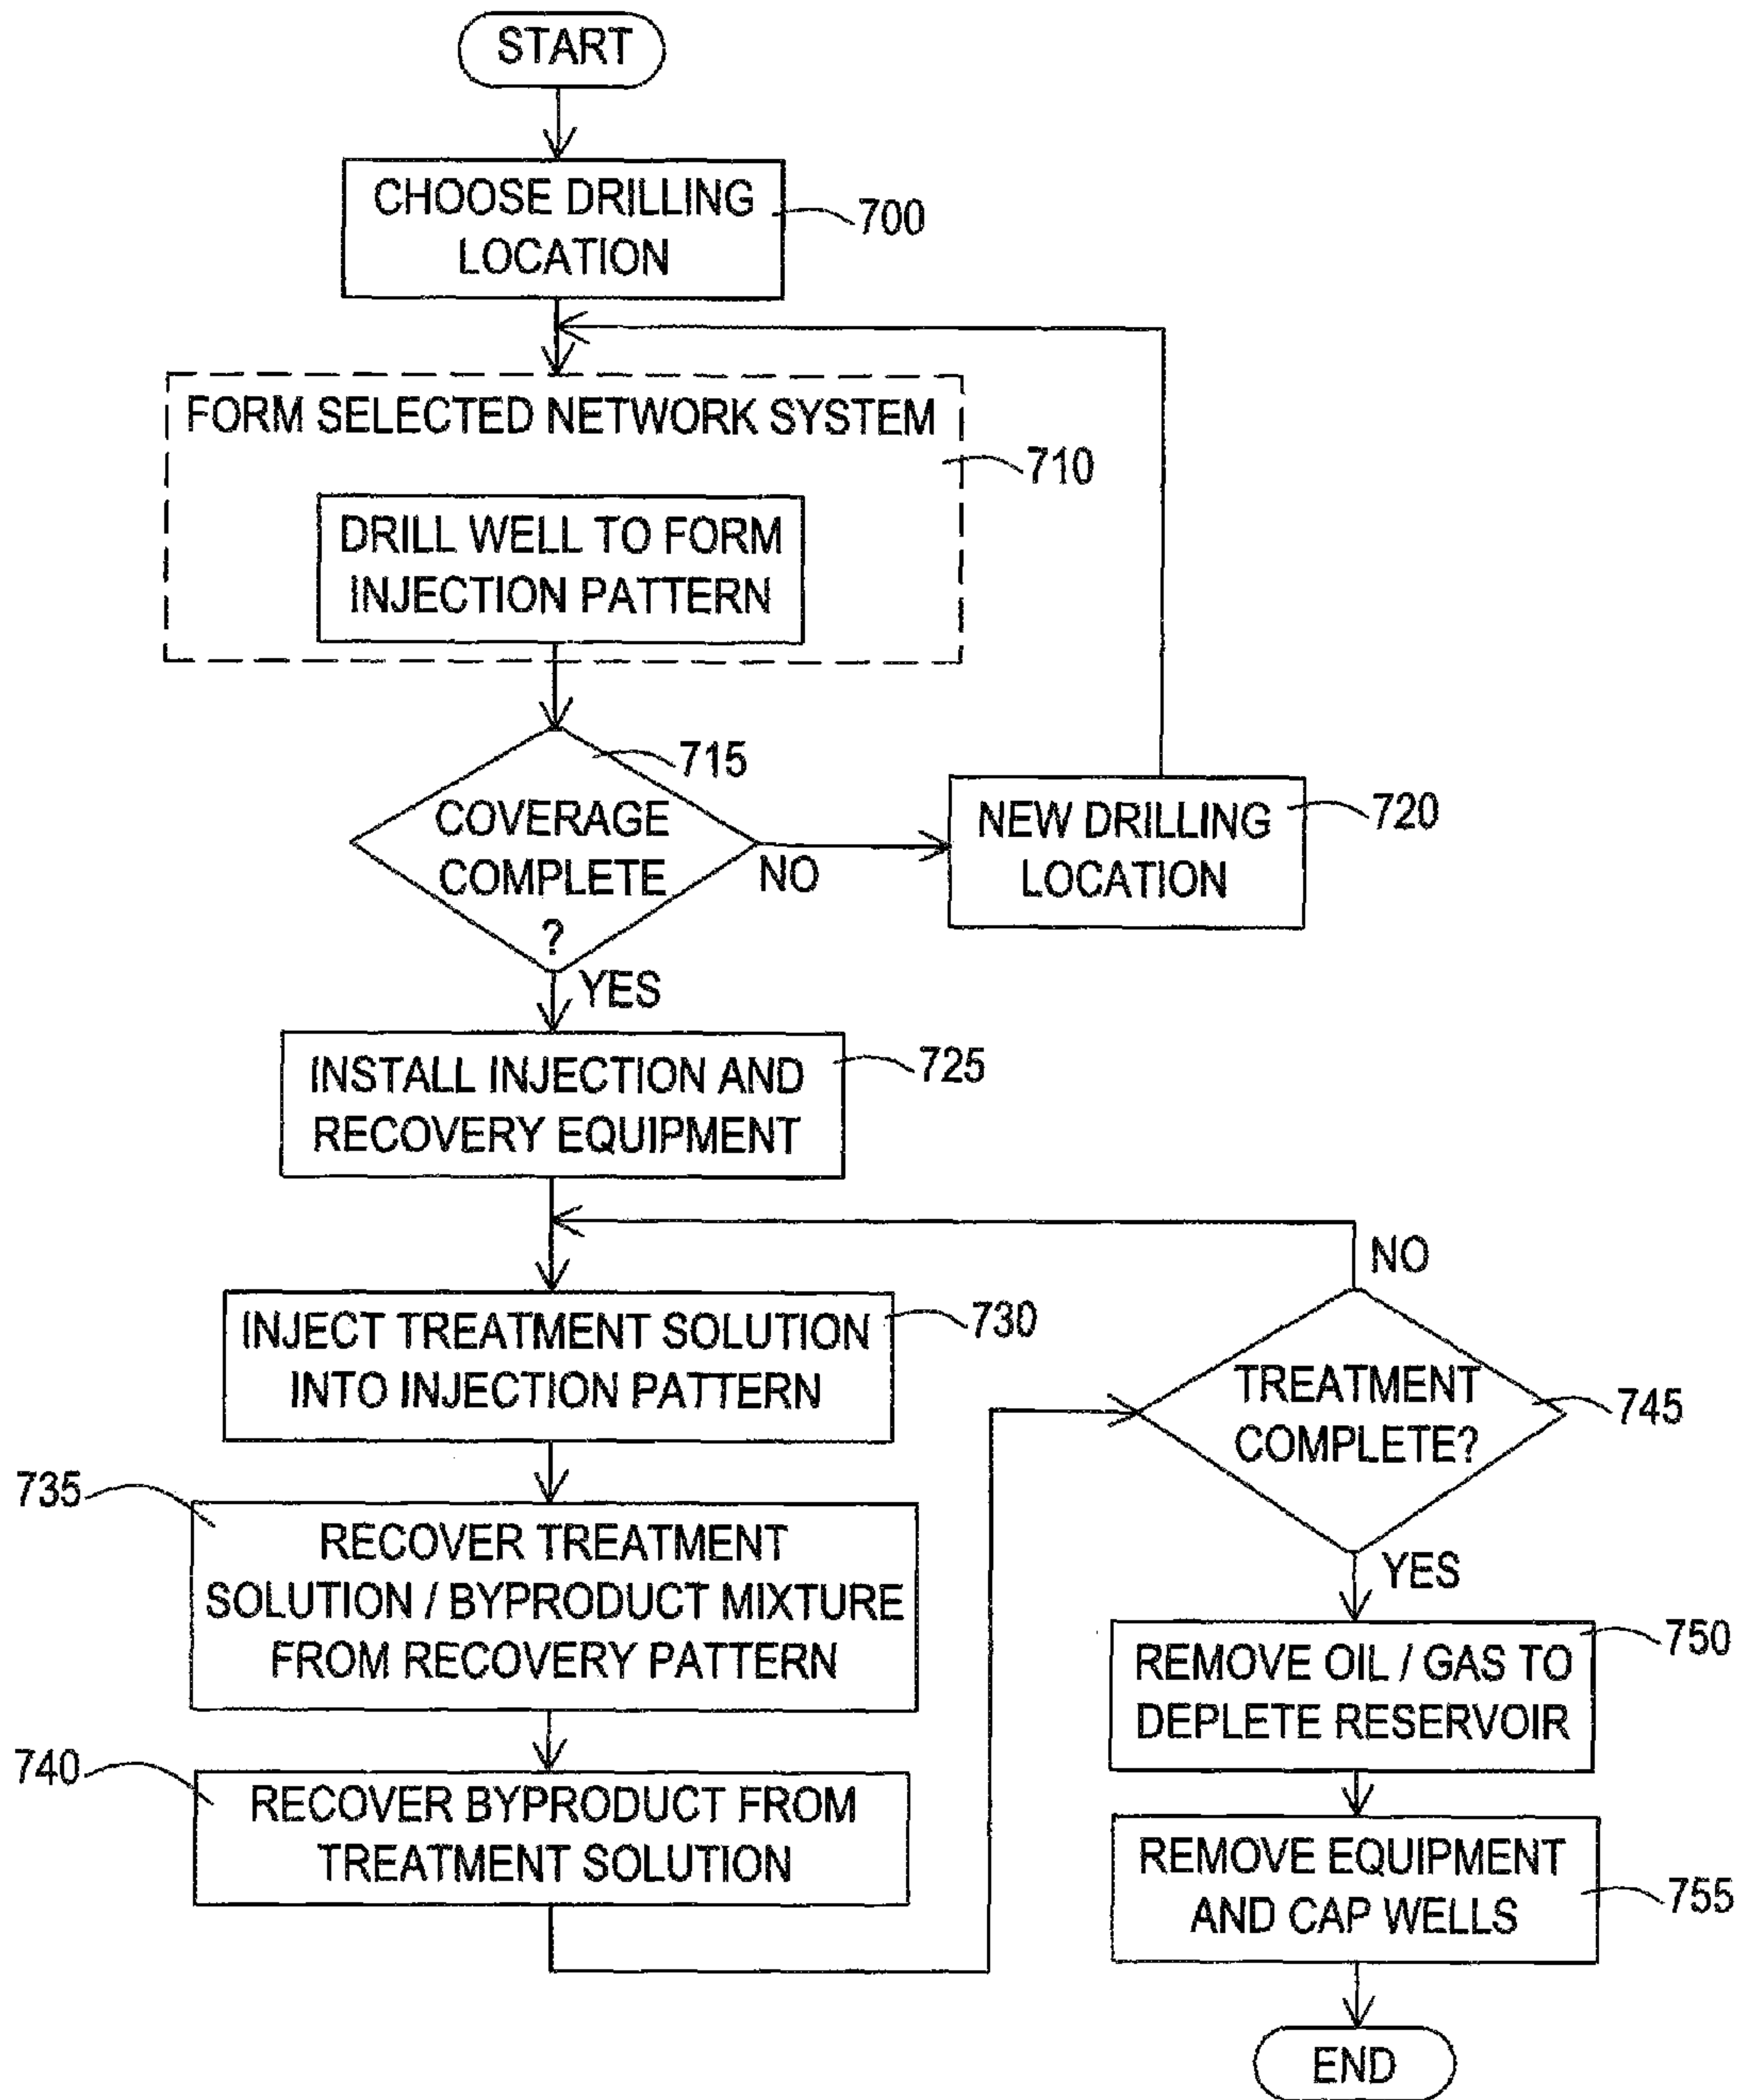 START
CHOOSE DRILLING
LOCATION
700
FORM SELECTED NETWORK SYSTEM
710
DRILL WELL TO FORM
INJECTION PATTERN
715
COVERAGE
COMPLETE
?
NO
NEW DRILLING
LOCATION
720
YES
INSTALL INJECTION AND
RECOVERY EQUIPMENT
725
INJECT TREATMENT SOLUTION
INTO INJECTION PATTERN
730
735
RECOVER TREATMENT
SOLUTION / BYPRODUCT MIXTURE
FROM RECOVERY PATTERN
740
RECOVER BYPRODUCT FROM
TREATMENT SOLUTION
NO
TREATMENT
COMPLETE?
745
YES
REMOVE OIL / GAS TO
DEPLETE RESERVOIR
750
REMOVE EQUIPMENT
AND CAP WELLS
755
END